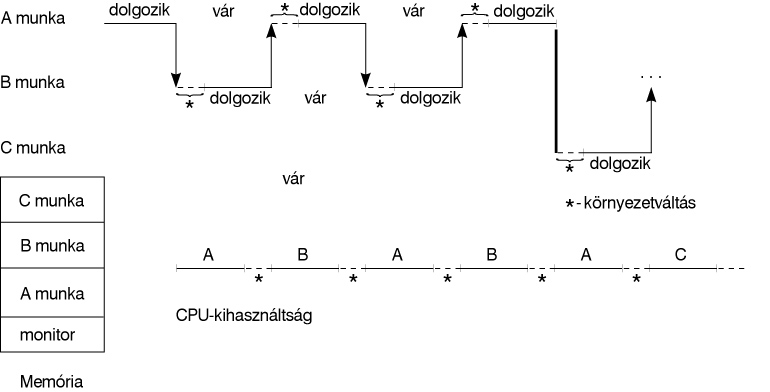 A munka
dolgozik vár * dolgozik vár * dolgozik
B munka
* dolgozik vár * dolgozik
. . .
C munka
* dolgozik
vár
*-környezetváltás
C munka
B munka
A munka
monitor
Memória
A B A B A C
* * * * *
CPU-kihasználtság